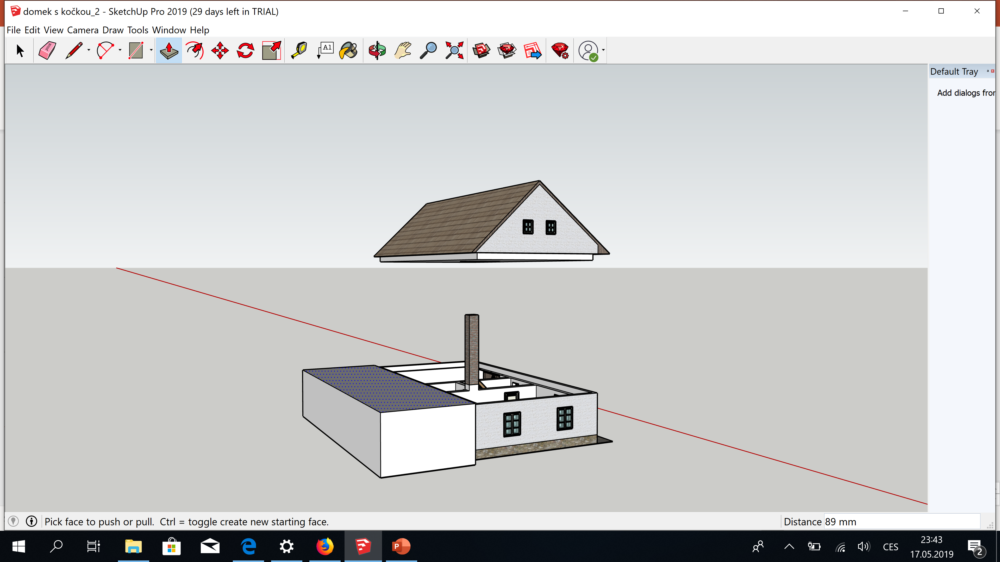 domek s kočkou_2 - SketchUp Pro 2019 (29 days left in TRIAL)
File Edit View Camera Draw Tools Window Help
pink
A1
Default Tray
Add dialogs fror
Pick face to push or pull. Ctrl = toggle create new starting face.
Distance 89 mm
P
CES
23:43
17.05.2019
2